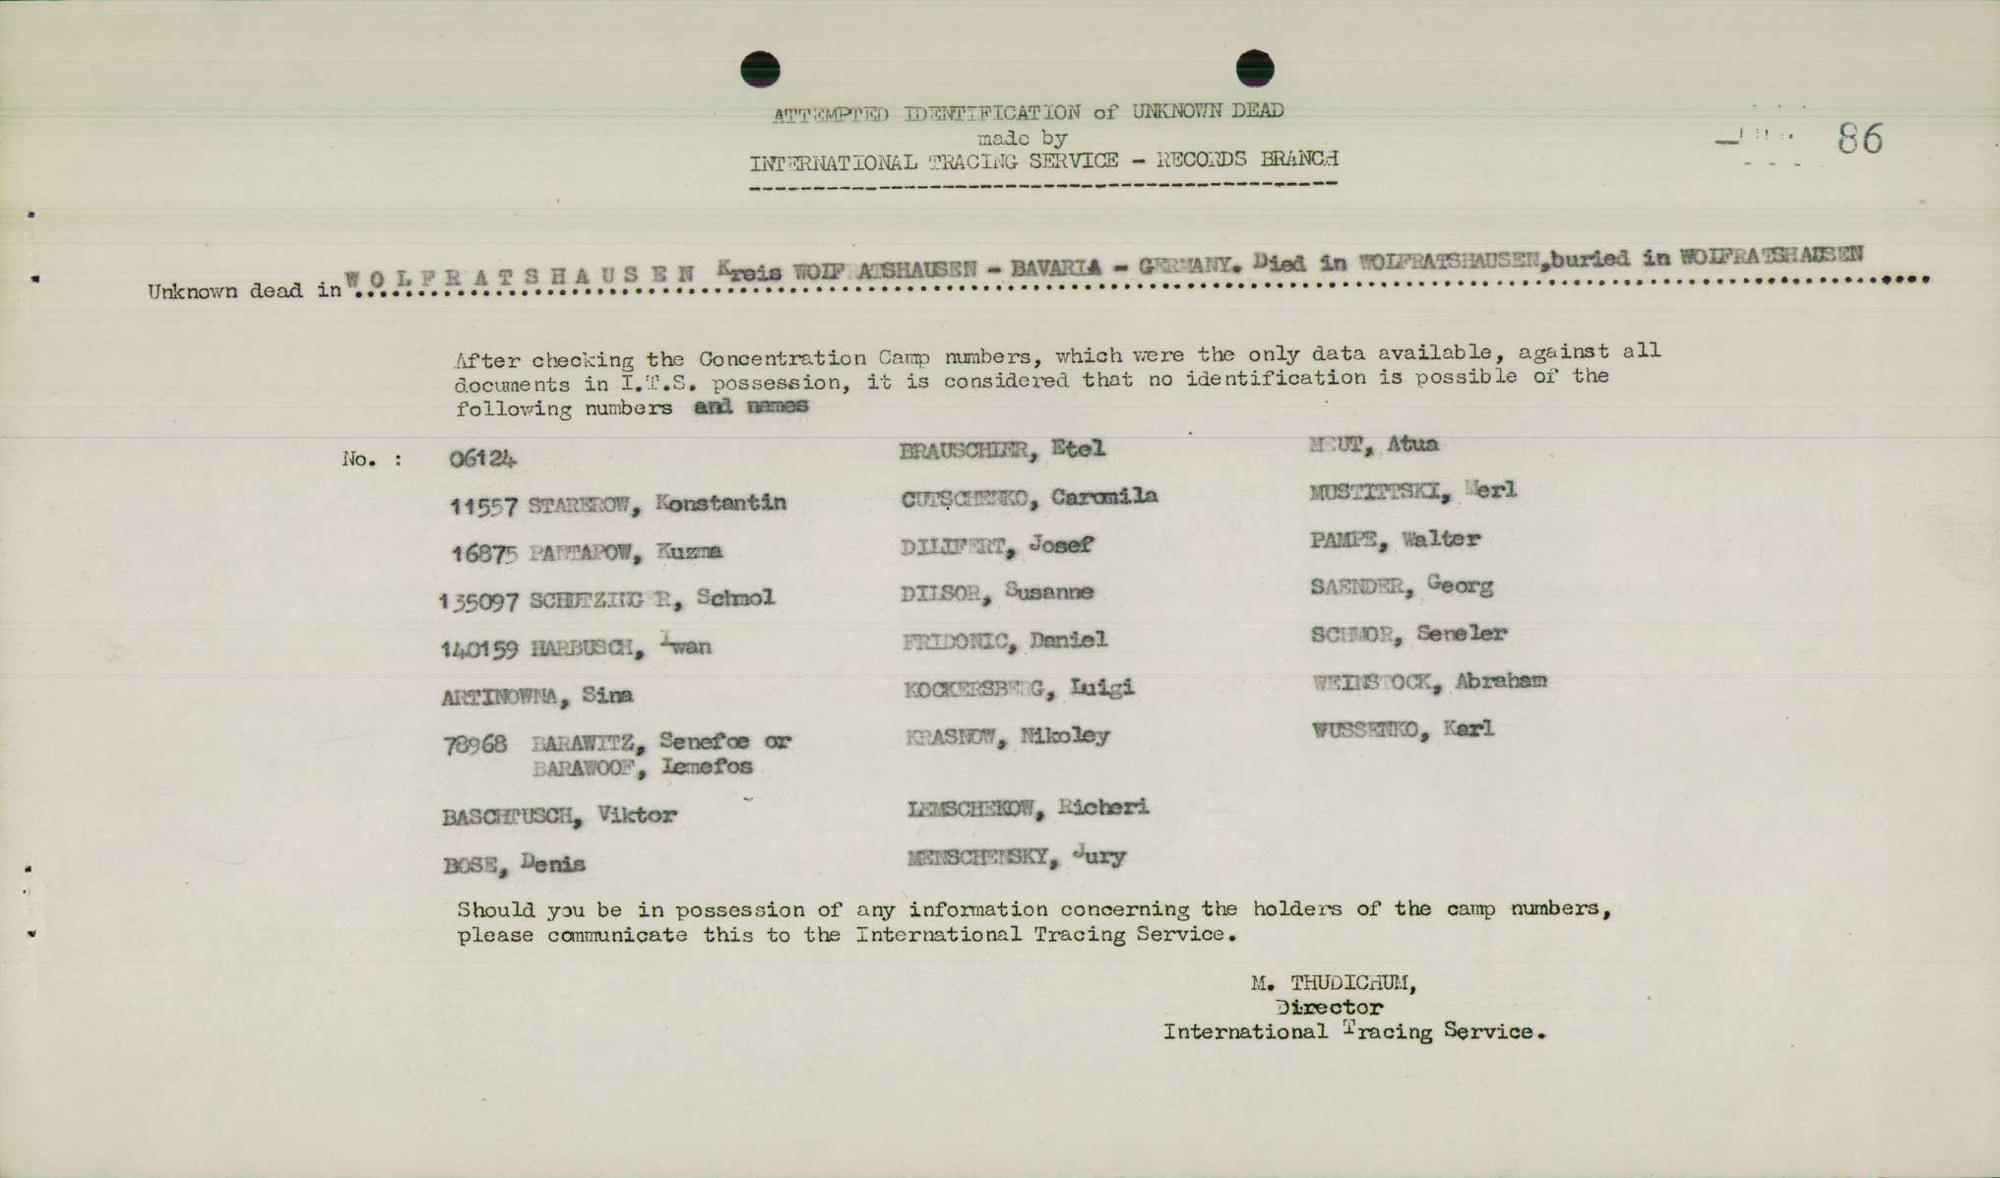 ATTEMPTED IDENTIFICATION of UNKNOWN DEAD
made by
INTERNATIONAL TRACING SERVICE - RECORDS BRANCH
86
Unknown dead in WOLFRATSHAUSEN Kreis WOLFRATSHAUSEN - BAVARIA - GERMANY. Died in WOLFRATSHAUSEN, buried in WOLFRATSHAUSEN
After checking the Concentration Camp numbers, which were the only data available, against all
documents in I.T.S. possession, it is considered that no identification is possible of the
following numbers and names
No. : 06124
11557 STAREROW, Konstantin
16875 PANTAPOW, Kuzma
135097 SCHUTZINGER, Schmol
140159 HARBUSCH, Iwan
ARTINOWNA, Sina
78968 BARAWITZ, Senefoe or
BARAWOOF, Lemefos
BASCHTUSCH, Viktor
BOSE, Denis
BRAUSCHIER, Etel
CUTSCHENKO, Caromila
Josef
DILSOR, Susanne
FRIDONIC, Daniel
KOCKERSBERG, Luigi
KRASNOW, Nikoley
LEMSCHEKOW, Richeri
MENSCHENSKY, Jury
Atua
MUSTITTSKI, Merl
PAMPE, Walter
SAENDER, Georg
SCHMOR, Semeler
WEINSTOCK, Abraham
WUSSENKO, Karl
Should you be in possession of any information concerning the holders of the camp numbers,
please communicate this to the International Tracing Service.
M. THUDICHUM,
Director
International Tracing Service.